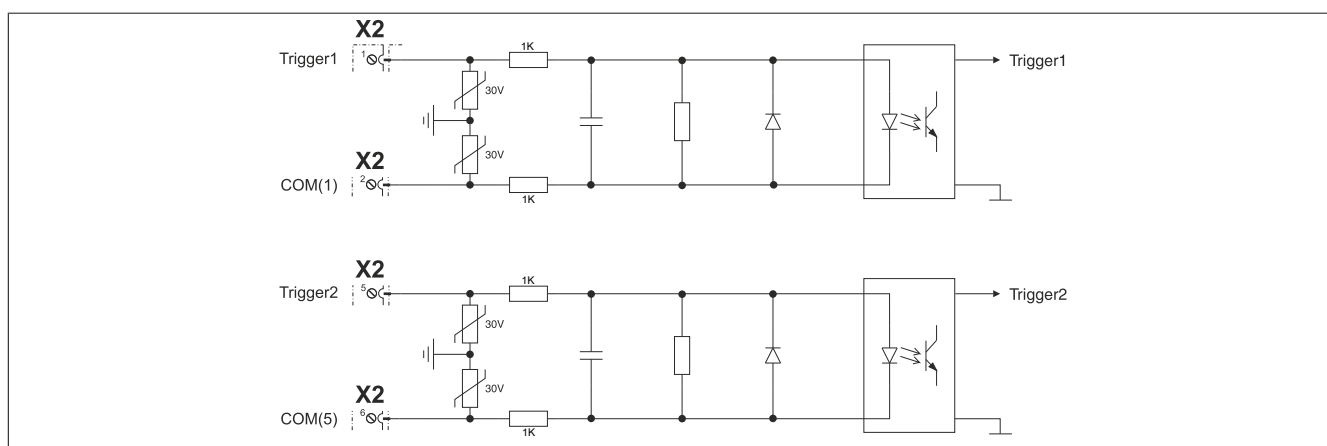 X2
Trigger1
1
1K
30V
Trigger1
30V
X2
COM(1)
2
1K
X2
Trigger2
5
1K
30V
Trigger2
30V
X2
COM(5)
6
1K